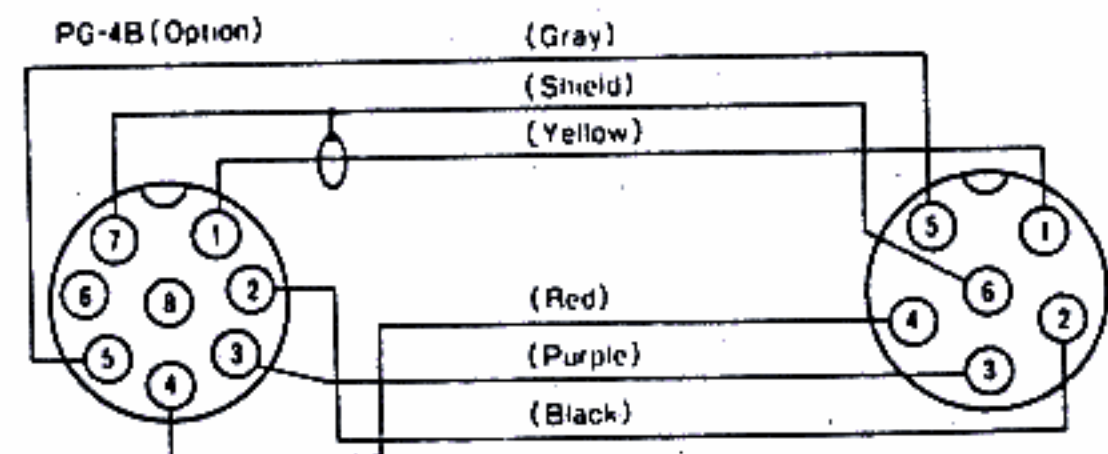 PG-4B (Option)
(Gray)
(Shield)
(Yellow)
7
1
6
8
2
5
3
4
5
1
6
4
2
3
(Red)
(Purple)
(Black)